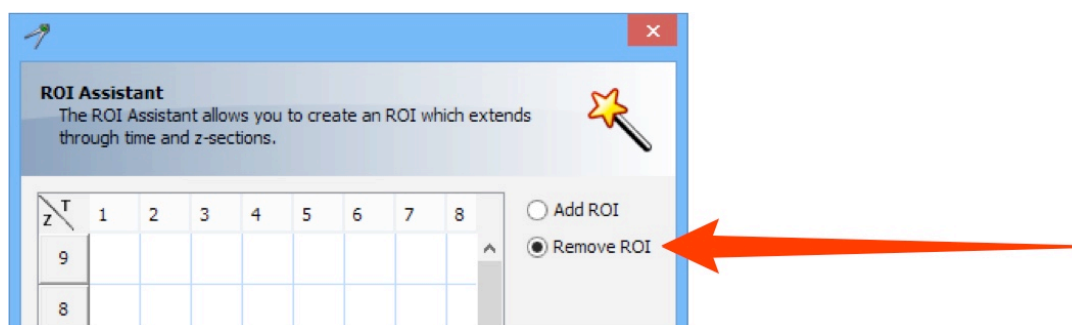 ROI Assistant
The ROI Assistant allows you to create an ROI which extends
through time and z-sections.
Z T 1 2 3 4 5 6 7 8
Add ROI
9
Remove ROI
8